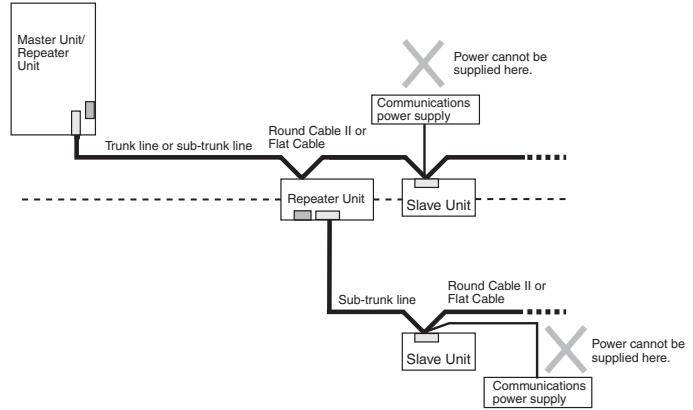 Master Unit/
Repeater
Unit
Power cannot be
supplied here.
Communications
power supply
Trunk line or sub-trunk line
Round Cable II or
Flat Cable
Repeater Unit
Slave Unit
Sub-trunk line
Round Cable II or
Flat Cable
Slave Unit
Power cannot be
supplied here.
Communications
power supply